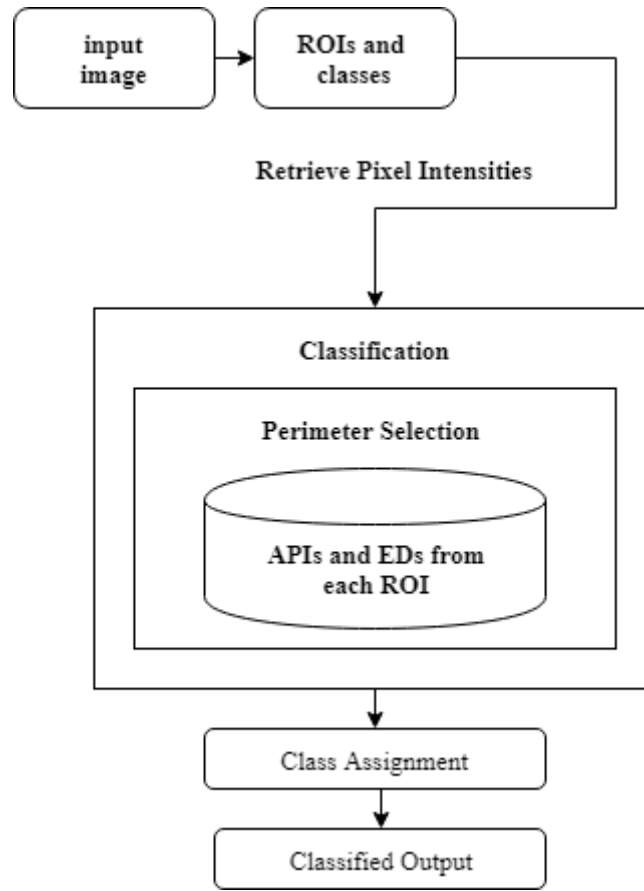 input
image
ROIs and
classes
Retrieve Pixel Intensities
Classification
Perimeter Selection
APIs and EDs from
each ROI
Class Assignment
Classified Output